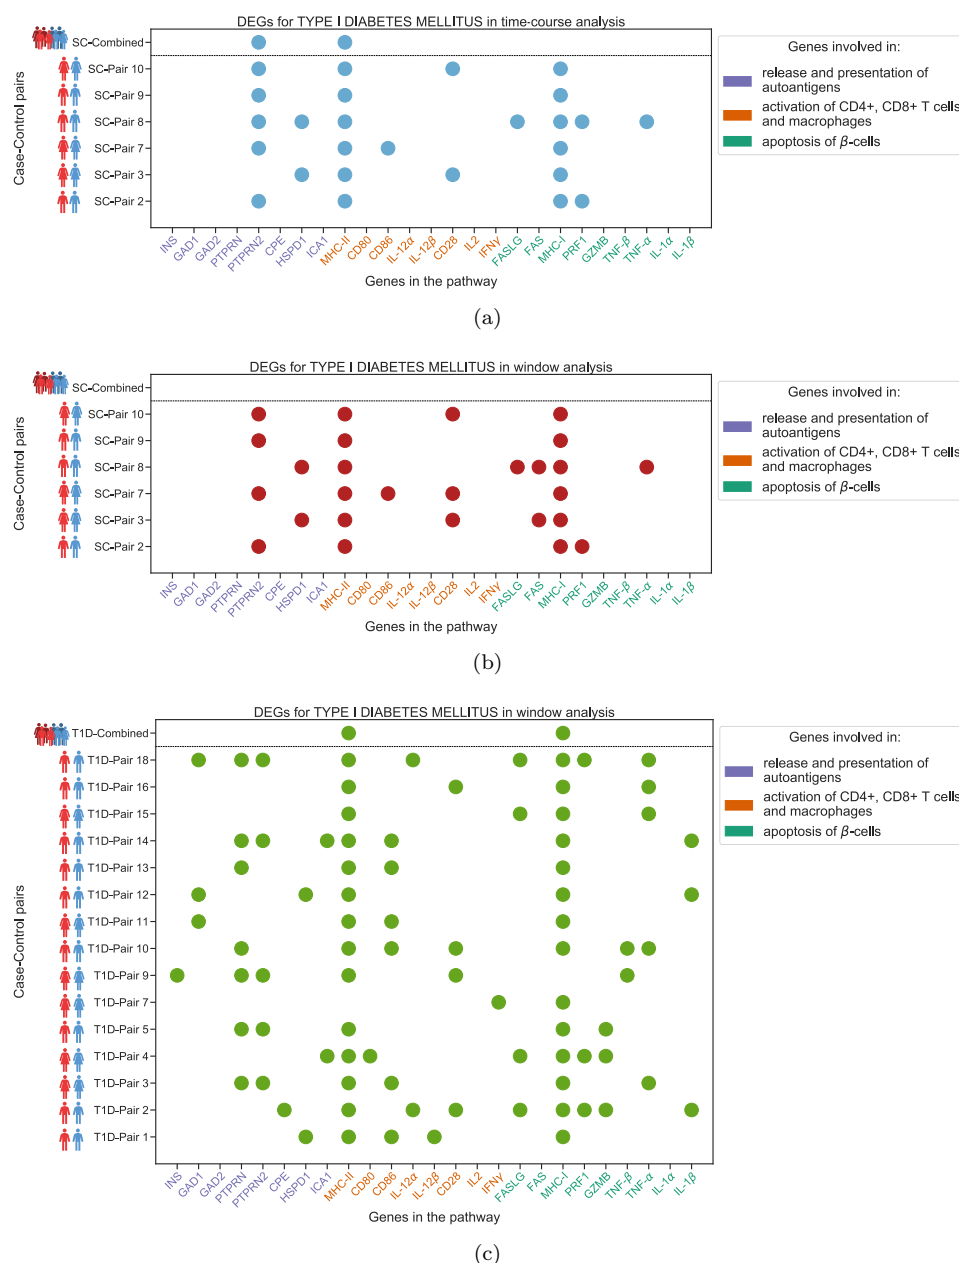 DEGs for TYPE I DIABETES MELLITUS in time-course analysis
Case-Control pairs
SC-Combined
SC-Pair 10
SC-Pair 9
SC-Pair 8
SC-Pair 7
SC-Pair 3
SC-Pair 2
INS
GAD1
GAD2
PTPRN
PTPRN2
CPE
HSPD1
ICA1
MHC-II
CD80
CD86
IL-12α
IL-12β
CD28
IL2
IFNγ
FASLG
FAS
MHC-I
PRF1
GZMB
TNF-β
TNF-α
IL-1α
IL-1β
Genes in the pathway
Genes involved in:
release and presentation of
autoantigens
activation of CD4+, CD8+ T cells
and macrophages
apoptosis of β-cells
(a)
DEGs for TYPE I DIABETES MELLITUS in window analysis
Case-Control pairs
SC-Combined
SC-Pair 10
SC-Pair 9
SC-Pair 8
SC-Pair 7
SC-Pair 3
SC-Pair 2
INS
GAD1
GAD2
PTPRN
PTPRN2
CPE
HSPD1
ICA1
MHC-II
CD80
CD86
IL-12α
IL-12β
CD28
IL2
IFNγ
FASLG
FAS
MHC-I
PRF1
GZMB
TNF-β
TNF-α
IL-1α
IL-1β
Genes in the pathway
Genes involved in:
release and presentation of
autoantigens
activation of CD4+, CD8+ T cells
and macrophages
apoptosis of β-cells
(b)
DEGs for TYPE I DIABETES MELLITUS in window analysis
Case-Control pairs
T1D-Combined
T1D-Pair 18
T1D-Pair 16
T1D-Pair 15
T1D-Pair 14
T1D-Pair 13
T1D-Pair 12
T1D-Pair 11
T1D-Pair 10
T1D-Pair 9
T1D-Pair 7
T1D-Pair 5
T1D-Pair 4
T1D-Pair 3
T1D-Pair 2
T1D-Pair 1
INS
GAD1
GAD2
PTPRN
PTPRN2
CPE
HSPD1
ICA1
MHC-II
CD80
CD86
IL-12α
IL-12β
CD28
IL2
IFNγ
FASLG
FAS
MHC-I
PRF1
GZMB
TNF-β
TNF-α
IL-1α
IL-1β
Genes in the pathway
Genes involved in:
release and presentation of
autoantigens
activation of CD4+, CD8+ T cells
and macrophages
apoptosis of β-cells
(c)